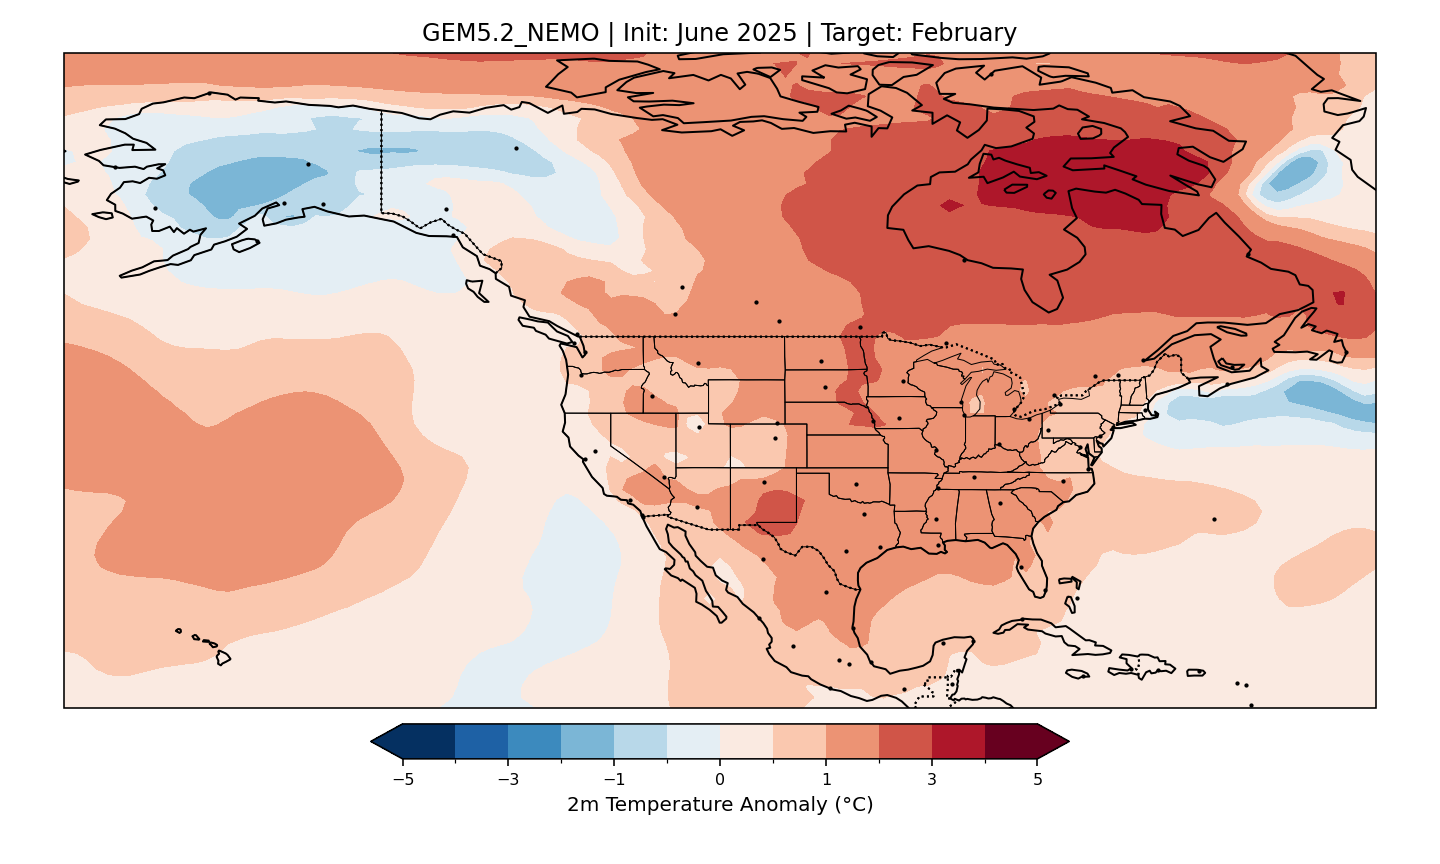 GEM5.2_NEMO | Init: June 2025 | Target: February
−5 −3 −1 0 1 3 5
2m Temperature Anomaly (°C)